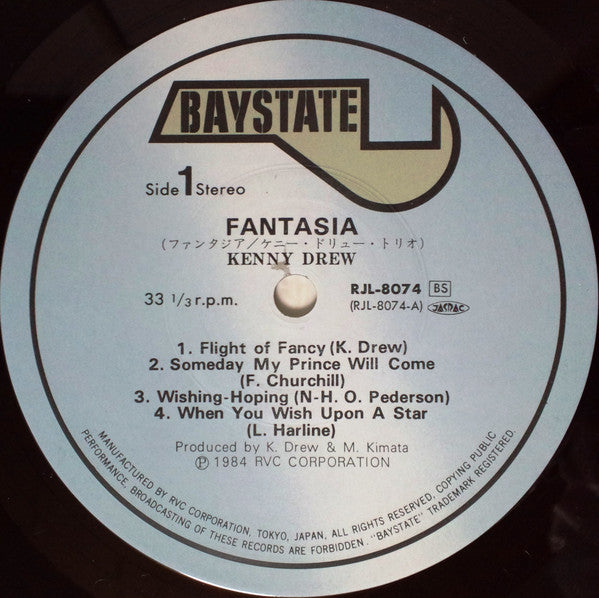 BAYSTATE
Side 1 Stereo
FANTASIA
(ファンタジア／ケニー・ドリュー・トリオ)
KENNY DREW
33 1/3 r.p.m.
RJL-8074 BS
(RJL-8074-A) JASRAC
1. Flight of Fancy (K. Drew)
2. Someday My Prince Will Come
(F. Churchill)
3. Wishing-Hoping (N-H. O. Pederson)
4. When You Wish Upon A Star
(L. Harline)
Produced by K. Drew & M. Kimata
Ⓟ 1984 RVC CORPORATION
MANUFACTURED BY RVC CORPORATION, TOKYO, JAPAN. ALL RIGHTS RESERVED. COPYING PUBLIC
PERFORMANCE, BROADCASTING OF THESE RECORDS ARE FORBIDDEN. "BAYSTATE" TRADEMARK REGISTERED.